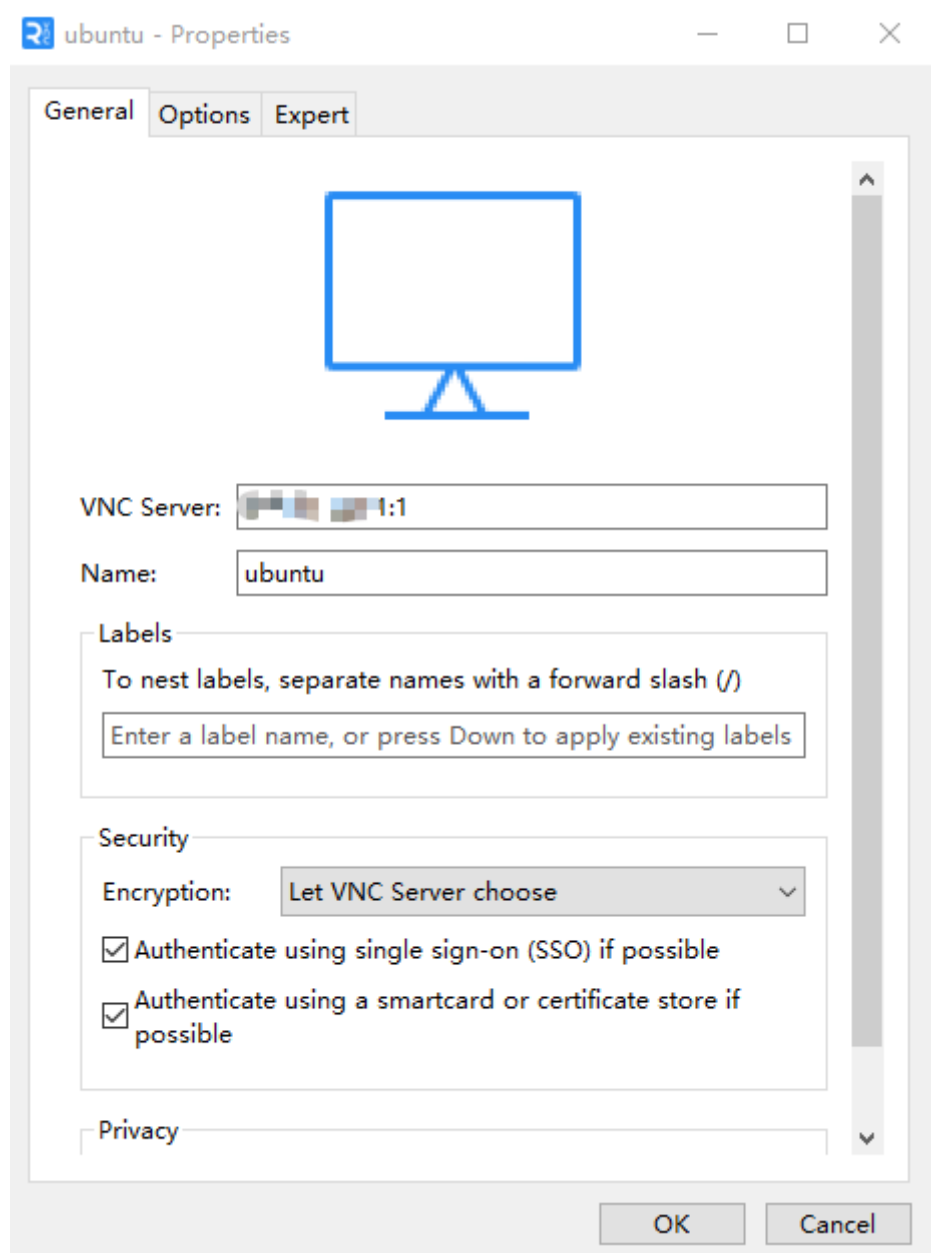 ubuntu - Properties
General Options Expert
VNC Server: 1:1
Name: ubuntu
Labels
To nest labels, separate names with a forward slash (/)
Enter a label name, or press Down to apply existing labels
Security
Encryption: Let VNC Server choose
Authenticate using single sign-on (SSO) if possible
Authenticate using a smartcard or certificate store if
possible
Privacy
OK Cancel